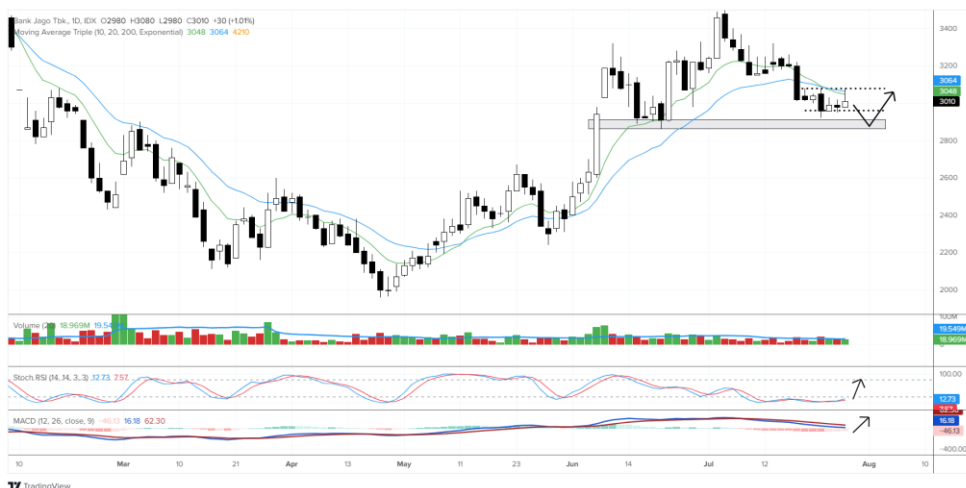 Bank Jago Tbk., 1D, IDX O2980 H3080 L2980 C3010 +30 (+1.01%)
Moving Average Triple (10, 20, 200, Exponential) 3048 3064 4210
3400
3200
3064
3048
3010
2800
2600
2400
2200
2000
Volume (20) 18.969M
100M
19.549M
18.969M
Stoch RSI (14, 14, 3, 3) 12.73 7.57
100.00
12.73
MACD (12, 26, close, 9) -46.13 16.18 62.30
16.18
-46.13
-400.00
10 Mar 10 21 Apr 13 May 11 23 Jun 14 Jul 12 Aug 10
TradingView